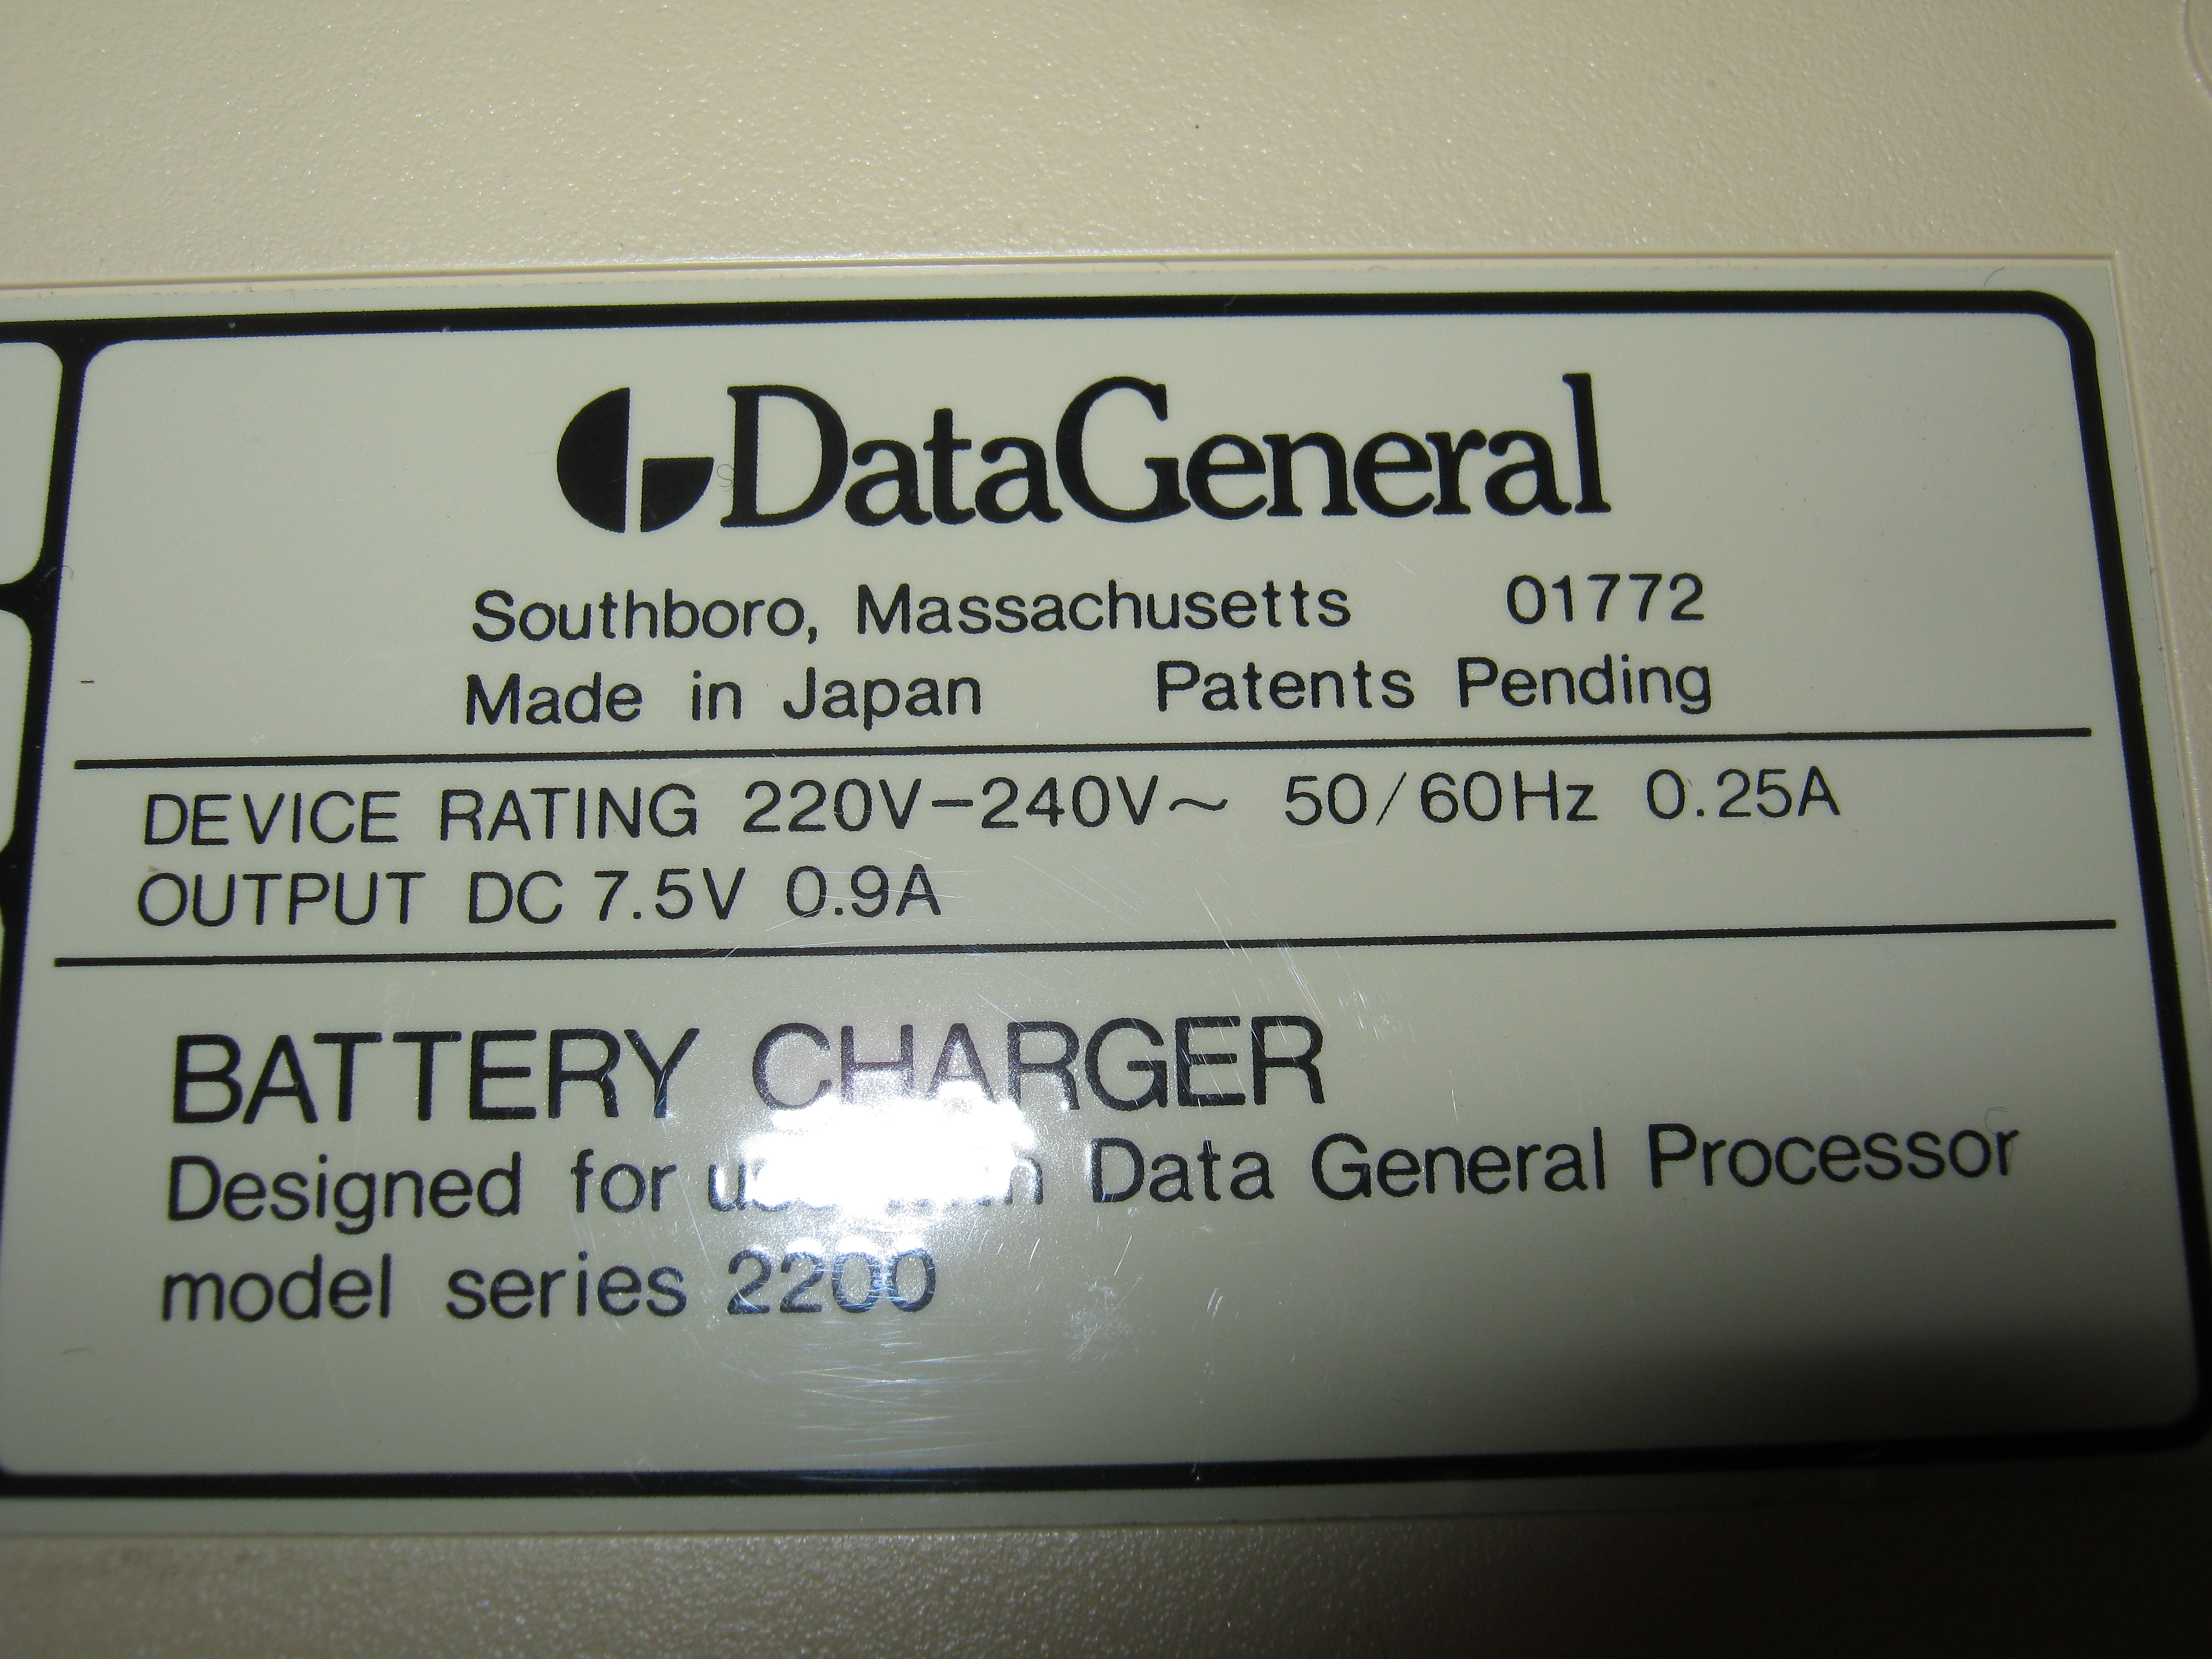 DataGeneral
Southboro, Massachusetts 01772
Made in Japan Patents Pending
DEVICE RATING 220V-240V~ 50/60Hz 0.25A
OUTPUT DC 7.5V 0.9A
BATTERY CHARGER
Designed for Data General Processor
model series 2200